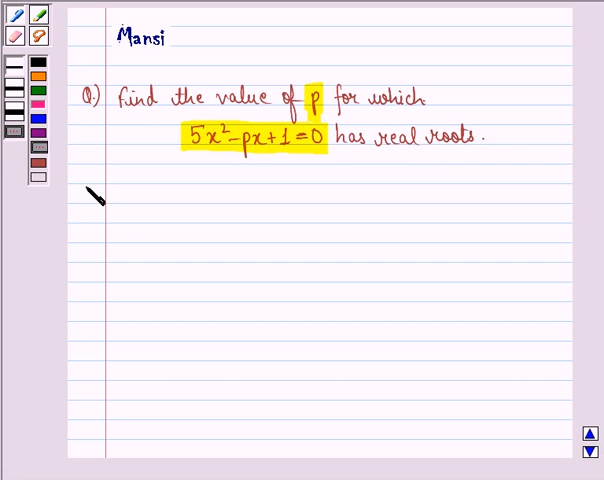 Mansi
Q.) Find the value of p for which
5x² - px + 1 = 0 has real roots.